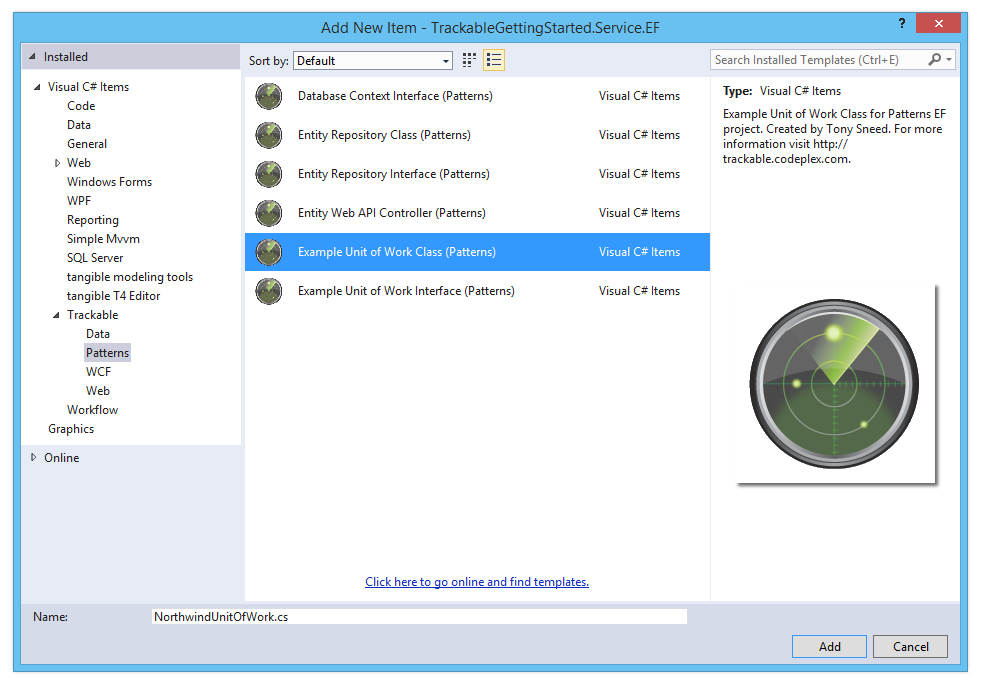 Add New Item - TrackableGettingStarted.Service.EF
?
Installed
Visual C# Items
Code
Data
General
Web
Windows Forms
WPF
Reporting
Simple Mvvm
SQL Server
tangible modeling tools
tangible T4 Editor
Trackable
Data
Patterns
WCF
Web
Workflow
Graphics
Online
Sort by: Default
Database Context Interface (Patterns) Visual C# Items
Entity Repository Class (Patterns) Visual C# Items
Entity Repository Interface (Patterns) Visual C# Items
Entity Web API Controller (Patterns) Visual C# Items
Example Unit of Work Class (Patterns) Visual C# Items
Example Unit of Work Interface (Patterns) Visual C# Items
Click here to go online and find templates.
Search Installed Templates (Ctrl+E)
Type: Visual C# Items
Example Unit of Work Class for Patterns EF
project. Created by Tony Sneed. For more
information visit http://
trackable.codeplex.com.
Name: NorthwindUnitOfWork.cs
Add Cancel